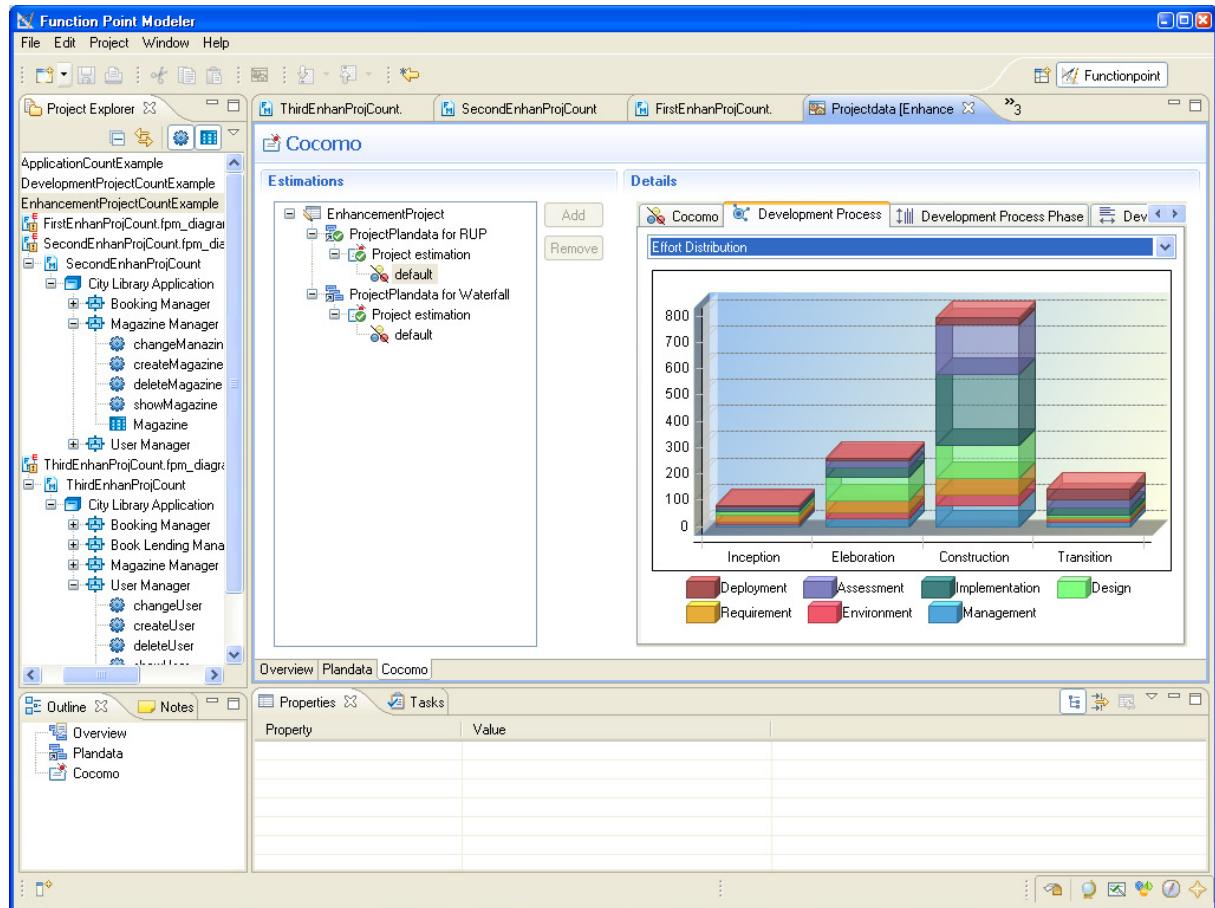 Function Point Modeler
File Edit Project Window Help
Functionpoint
Project Explorer
ApplicationCountExample
DevelopmentProjectCountExample
EnhancementProjectCountExample
FirstEnhanProjCount.fpm_diagrar
SecondEnhanProjCount.fpm_dia
SecondEnhanProjCount
City Library Application
Booking Manager
Magazine Manager
changeManazin
createMagazine
deleteMagazine
showMagazine
Magazine
User Manager
ThirdEnhanProjCount.fpm_diagra
ThirdEnhanProjCount
City Library Application
Booking Manager
Book Lending Mana
Magazine Manager
User Manager
changeUser
createUser
deleteUser
ThirdEnhanProjCount. SecondEnhanProjCount FirstEnhanProjCount. Projectdata [Enhance »3
Cocomo
Estimations
EnhancementProject
ProjectPlandata for RUP
Project estimation
default
ProjectPlandata for Waterfall
Project estimation
default
Add
Remove
Details
Cocomo Development Process Development Process Phase Dev
Effort Distribution
800
700
600
500
400
300
200
100
0
Inception Eleboration Construction Transition
Deployment Assessment Implementation Design
Requirement Environment Management
Overview Plandata Cocomo
Outline Notes
Overview
Plandata
Cocomo
Properties Tasks
Property Value